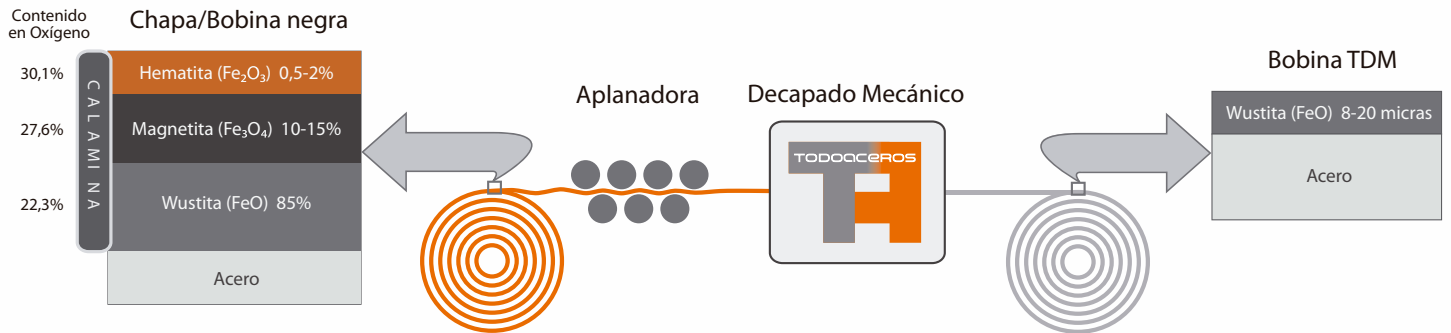 Contenido
en Oxígeno
Chapa/Bobina negra
30,1%
Hematita (Fe₂O₃) 0,5-2%
27,6%
Magnetita (Fe₃O₄) 10-15%
22,3%
Wustita (FeO) 85%
CALAMINA
Acero
Aplanadora
Decapado Mecánico
TODOACEROS
TA
Bobina TDM
Wustita (FeO) 8-20 micras
Acero